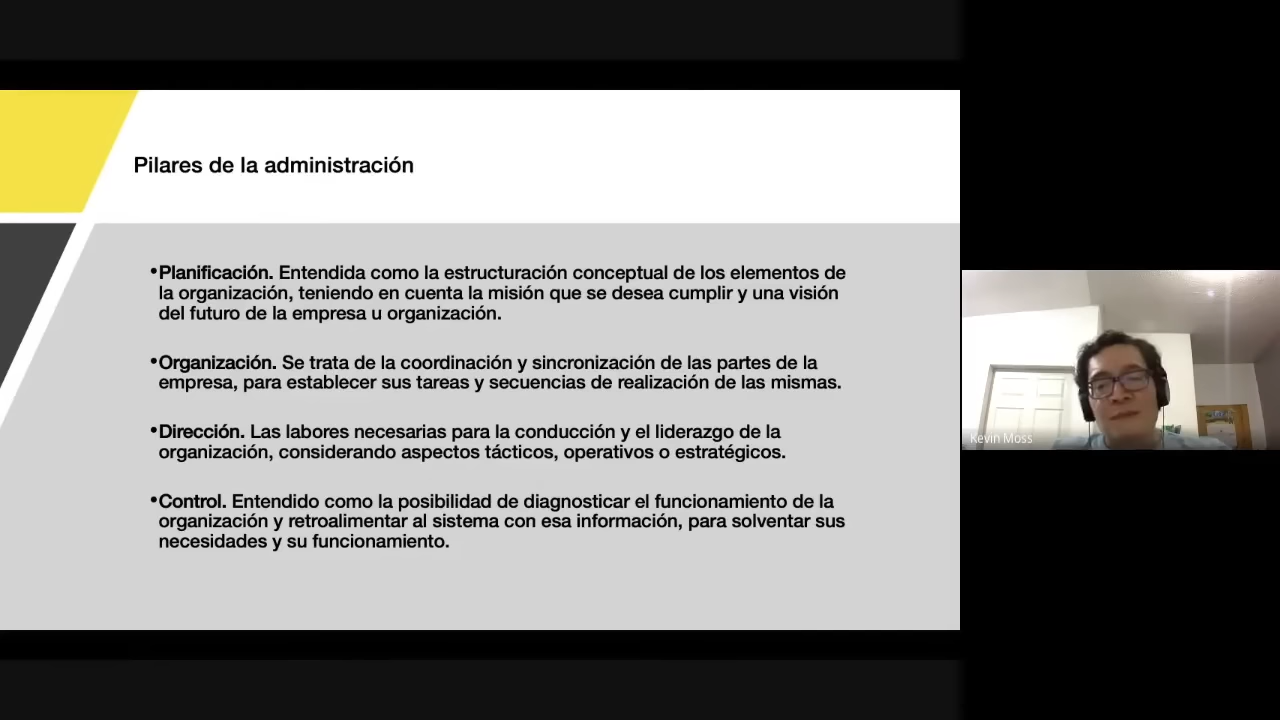 Pilares de la administración
•Planificación. Entendida como la estructuración conceptual de los elementos de
la organización, teniendo en cuenta la misión que se desea cumplir y una visión
del futuro de la empresa u organización.
•Organización. Se trata de la coordinación y sincronización de las partes de la
empresa, para establecer sus tareas y secuencias de realización de las mismas.
•Dirección. Las labores necesarias para la conducción y el liderazgo de la
organización, considerando aspectos tácticos, operativos o estratégicos.
•Control. Entendido como la posibilidad de diagnosticar el funcionamiento de la
organización y retroalimentar al sistema con esa información, para solventar sus
necesidades y su funcionamiento.
Kevin Moss